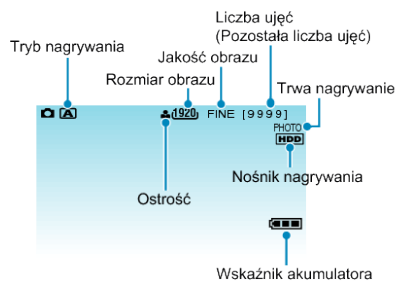 Liczba ujęć
(Pozostała liczba ujęć)
Tryb nagrywania
Jakość obrazu
Rozmiar obrazu
Trwa nagrywanie
A 1920 FINE [9999]
PHOTO
HDD
Nośnik nagrywania
Ostrość
Wskaźnik akumulatora